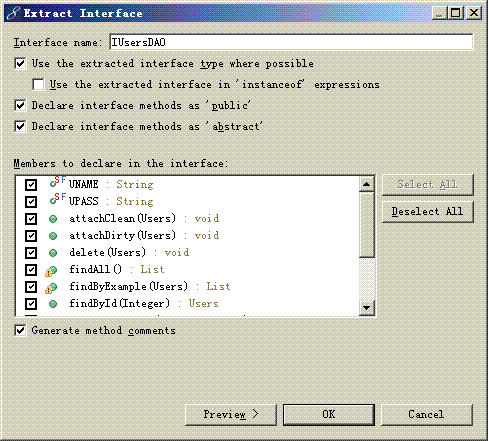 Extract Interface
Interface name: IUsersDAO
Use the extracted interface type where possible
Use the extracted interface in 'instanceof' expressions
Declare interface methods as 'public'
Declare interface methods as 'abstract'
Members to declare in the interface:
S F UNAME : String
S F UPASS : String
attachClean(Users) : void
attachDirty(Users) : void
delete(Users) : void
findAll() : List
findByExample(Users) : List
findById(Integer) : Users
Select All
Deselect All
Generate method comments
Preview >
OK
Cancel